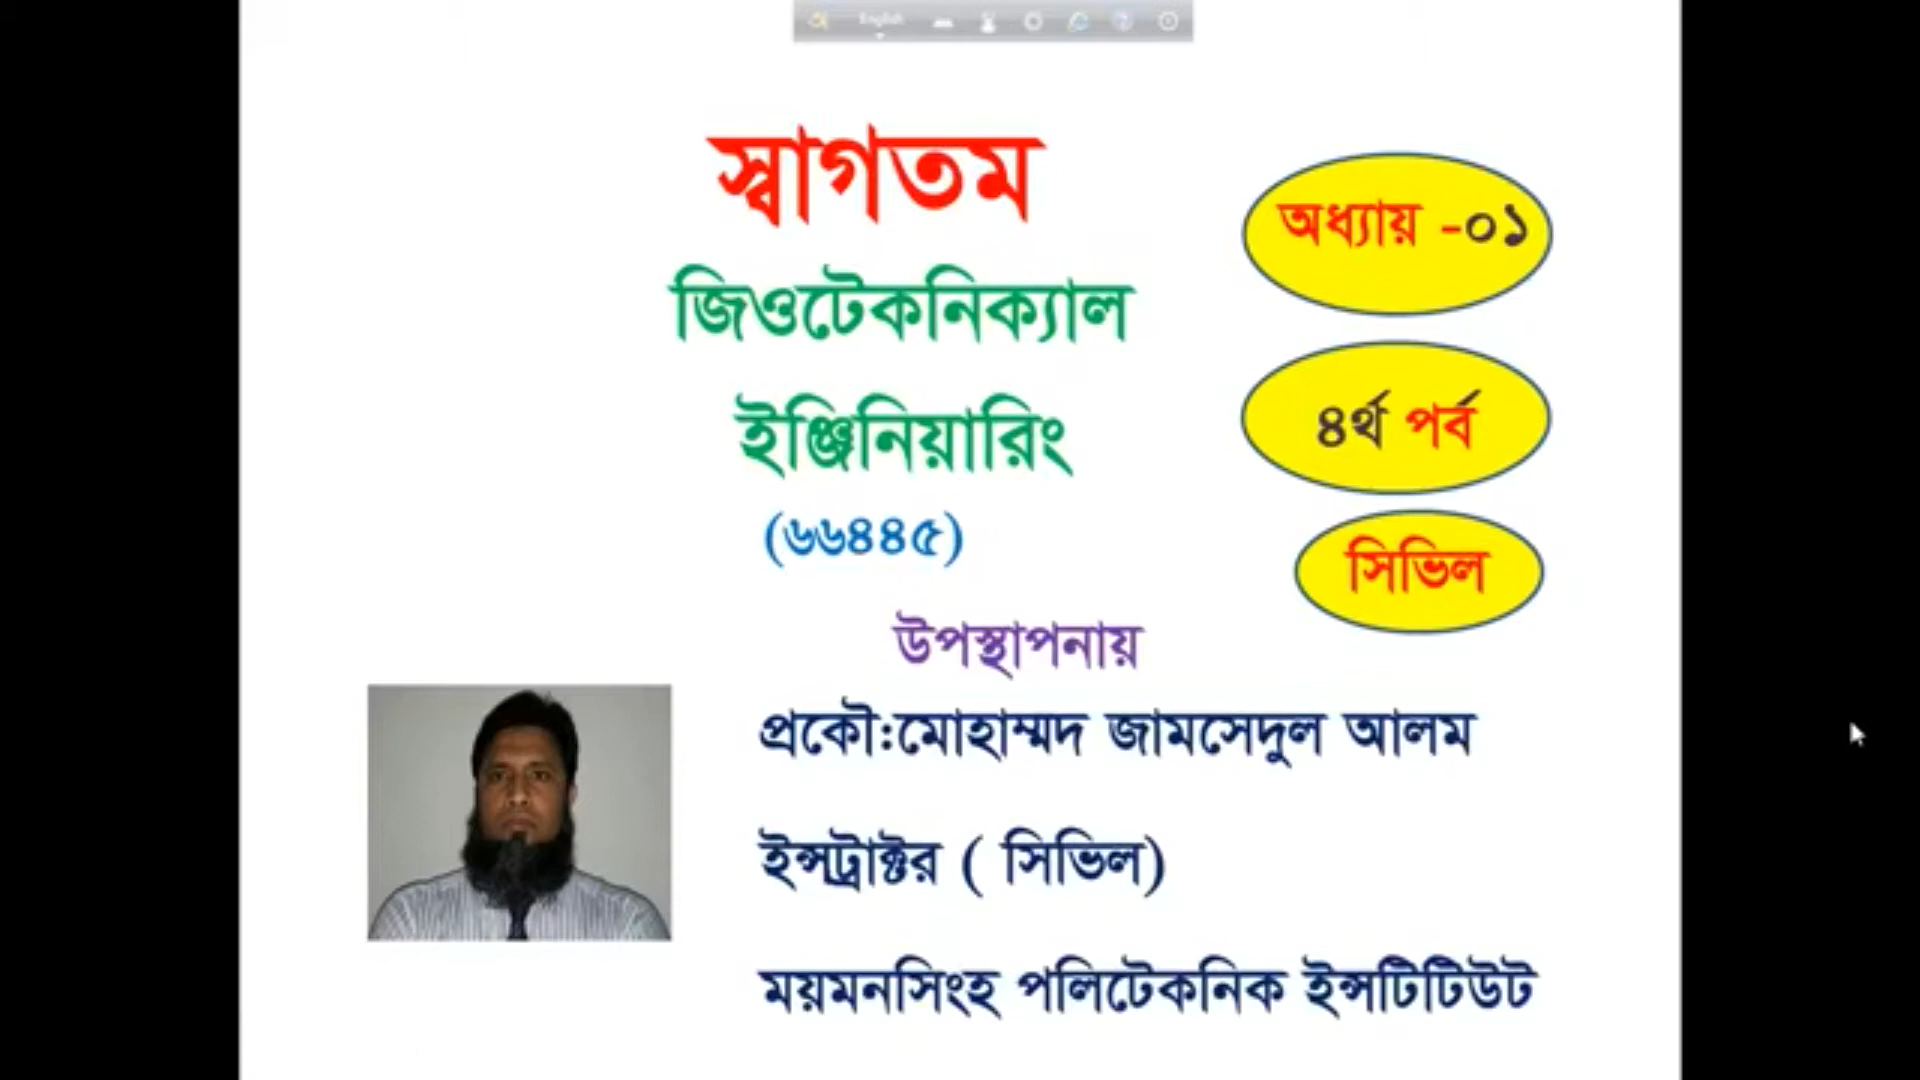 English
স্বাগতম
জিওটেকনিক্যাল
ইঞ্জিনিয়ারিং
(৬৬৪৪৫)
অধ্যায় -০১
৪র্থ পর্ব
সিভিল
উপস্থাপনায়
প্রকৌ:মোহাম্মদ জামসেদুল আলম
ইন্সট্রাক্টর ( সিভিল)
ময়মনসিংহ পলিটেকনিক ইন্সটিটিউট